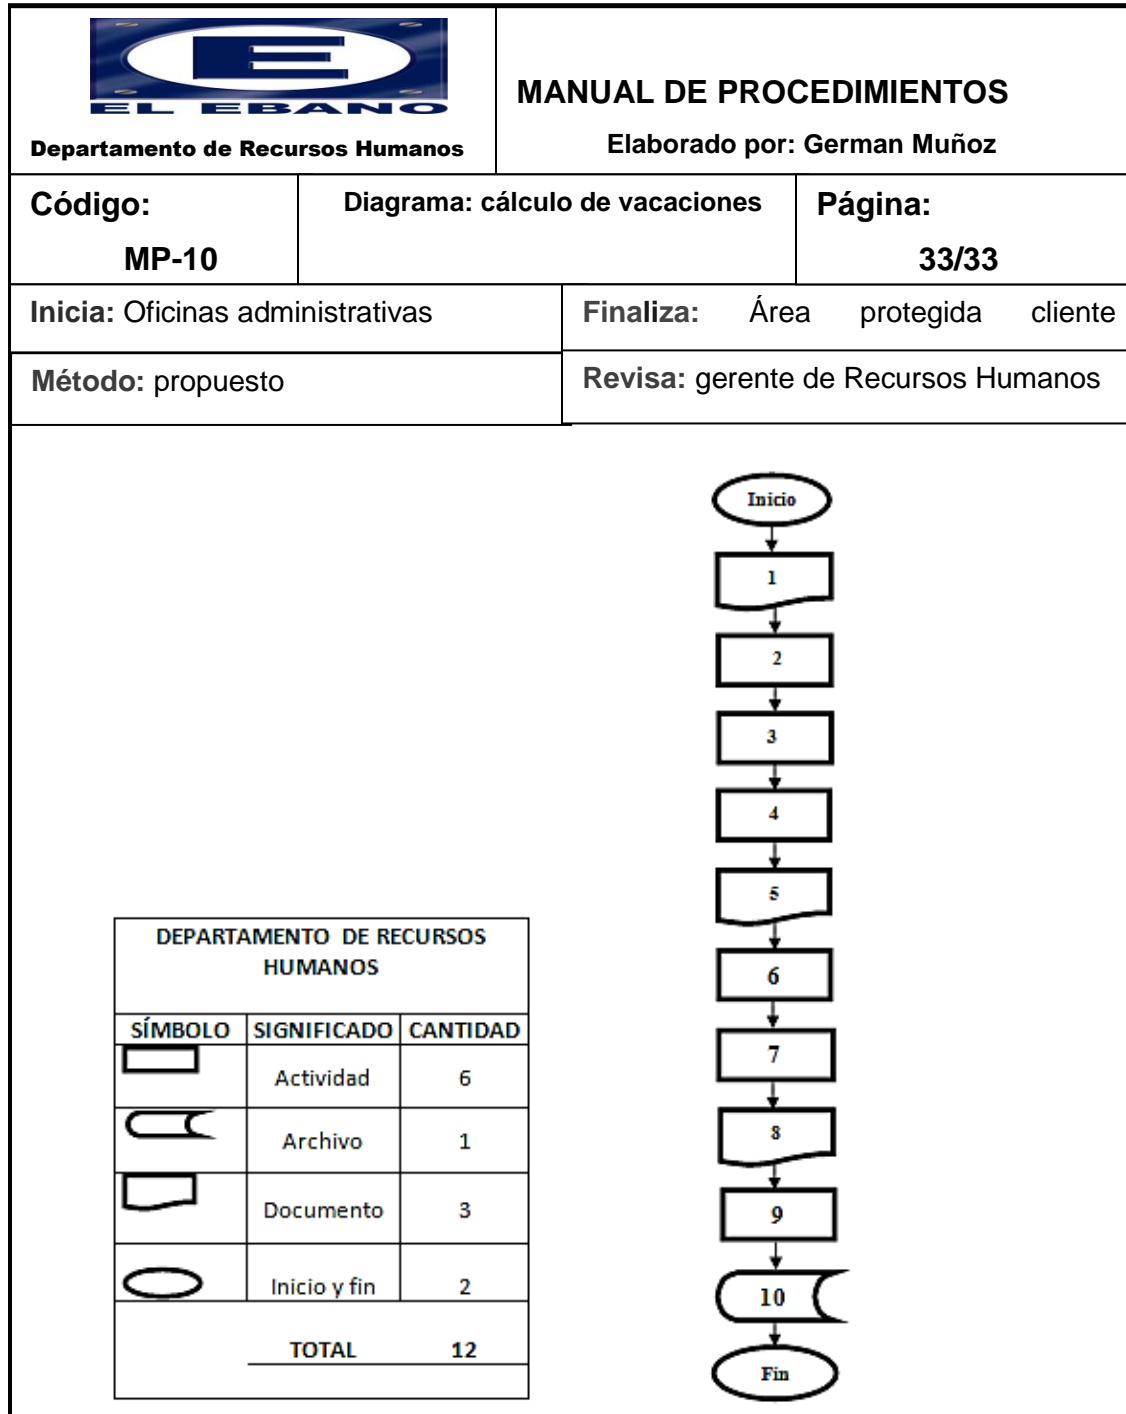 E
EL EBANO
Departamento de Recursos Humanos
MANUAL DE PROCEDIMIENTOS
Elaborado por: German Muñoz
Código:
MP-10
Diagrama: cálculo de vacaciones
Página:
33/33
Inicia: Oficinas administrativas
Finaliza: Área protegida cliente
Método: propuesto
Revisa: gerente de Recursos Humanos
Inicio
1
2
3
4
5
6
7
8
9
10
Fin
DEPARTAMENTO DE RECURSOS
HUMANOS
SÍMBOLO SIGNIFICADO CANTIDAD
Actividad 6
Archivo 1
Documento 3
Inicio y fin 2
TOTAL 12